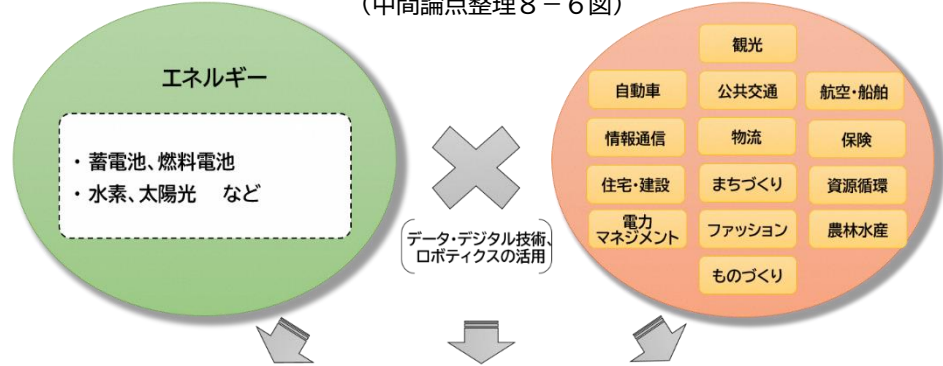 （中間論点整理８－６図）
エネルギー
・蓄電池、燃料電池
・水素、太陽光　など
データ・デジタル技術、
ロボティクスの活用
観光
自動車
公共交通
航空・船舶
情報通信
物流
保険
住宅・建設
まちづくり
資源循環
電力
マネジメント
ファッション
農林水産
ものづくり